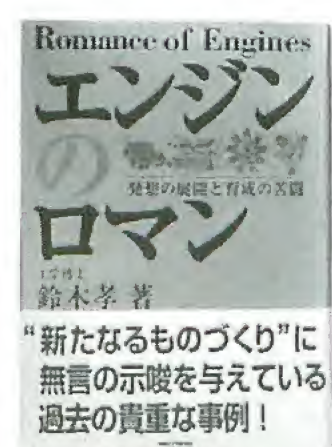 Romance of Engines
エンジン
の
発想の展開と育成の苦闘
ロマン
工学博士
鈴木孝 著
"新たなるものづくり"に
無言の示唆を与えている
過去の貴重な事例！